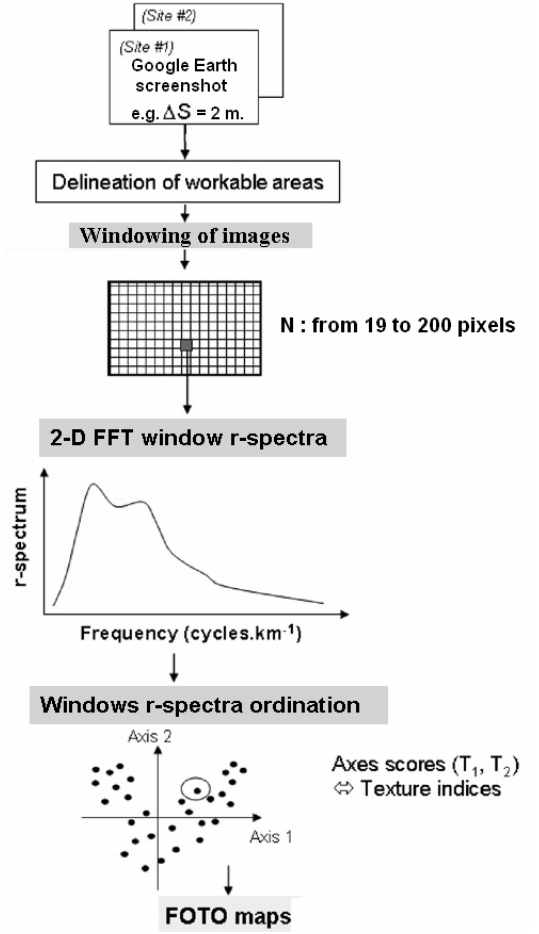 (Site #2)
(Site #1)
Google Earth
screenshot
e.g. ΔS = 2 m.
Delineation of workable areas
Windowing of images
N : from 19 to 200 pixels
2-D FFT window r-spectra
r-spectrum
Frequency (cycles.km⁻¹)
Windows r-spectra ordination
Axis 2
Axes scores (T₁, T₂)
⇔ Texture indices
Axis 1
FOTO maps